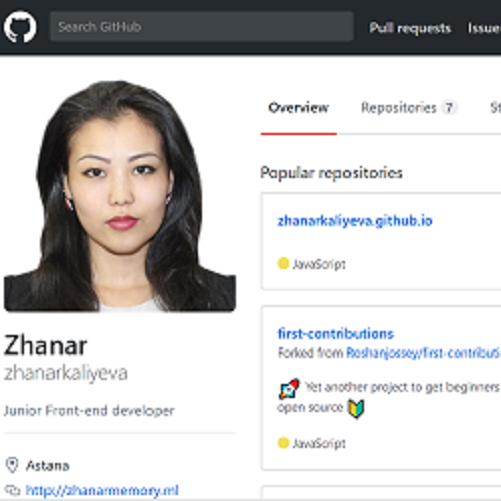 Search GitHub
Pull requests
Issue
Overview
Repositories 7
St
Popular repositories
zhanarkaliyeva.github.io
JavaScript
first-contributions
Forked from Roshanjossey/first-contributi
Yet another project to get beginners
open source
JavaScript
Zhanar
zhanarkaliyeva
Junior Front-end developer
Astana
http://zhanarmemory.ml